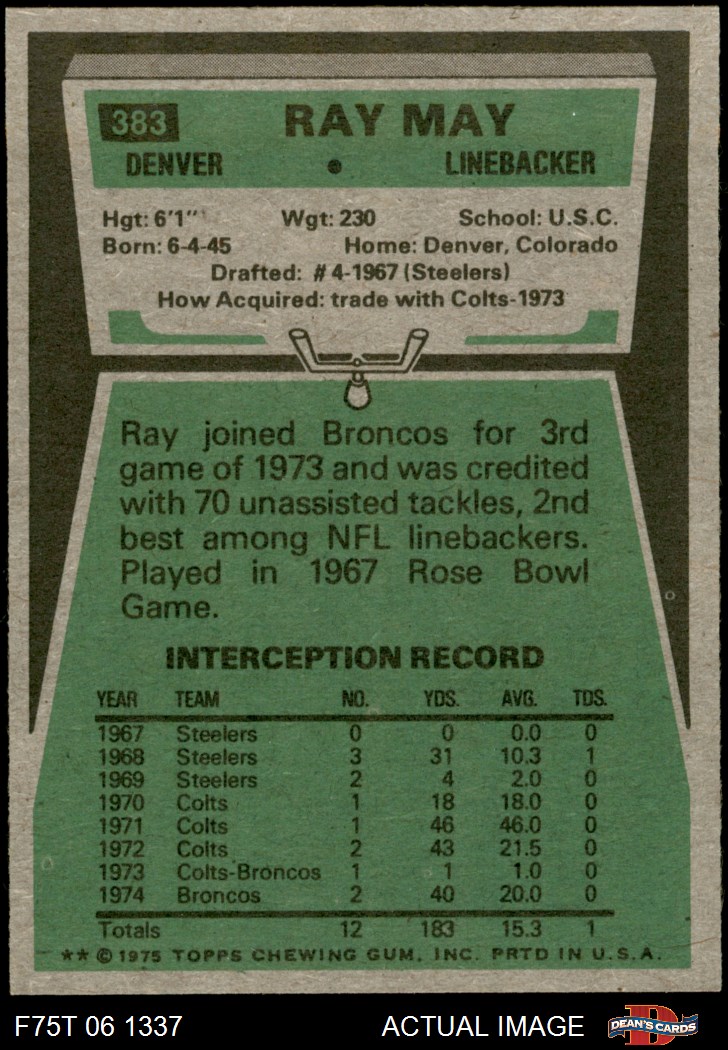 383
RAY MAY
DENVER • LINEBACKER
Hgt: 6'1" Wgt: 230 School: U.S.C.
Born: 6-4-45 Home: Denver, Colorado
Drafted: #4-1967 (Steelers)
How Acquired: trade with Colts-1973
Ray joined Broncos for 3rd
game of 1973 and was credited
with 70 unassisted tackles, 2nd
best among NFL linebackers.
Played in 1967 Rose Bowl
Game.
INTERCEPTION RECORD
YEAR TEAM NO. YDS. AVG. TDS.
1967 Steelers 0 0 0.0 0
1968 Steelers 3 31 10.3 1
1969 Steelers 2 4 2.0 0
1970 Colts 1 18 18.0 0
1971 Colts 1 46 46.0 0
1972 Colts 2 43 21.5 0
1973 Colts-Broncos 1 1 1.0 0
1974 Broncos 2 40 20.0 0
Totals 12 183 15.3 1
** © 1975 TOPPS CHEWING GUM, INC. PRTD IN U.S.A.
F75T 06 1337 ACTUAL IMAGE DEAN'S CARDS